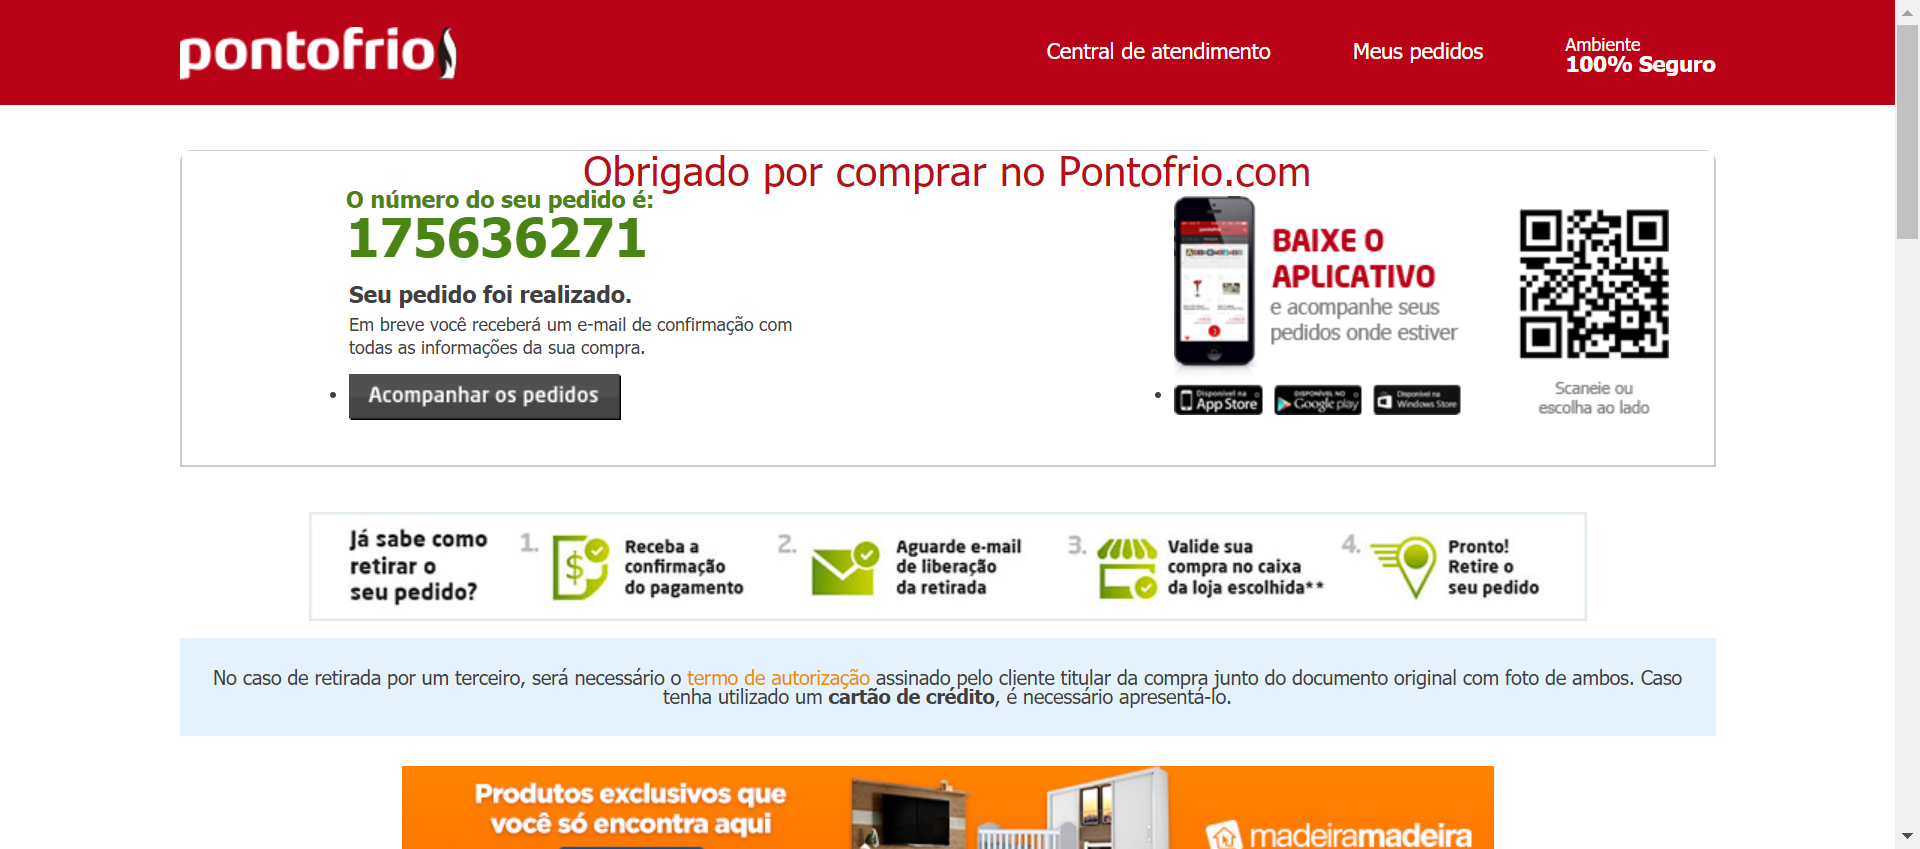 pontofrio
Central de atendimento
Meus pedidos
Ambiente
100% Seguro
Obrigado por comprar no Pontofrio.com
O número do seu pedido é:
175636271
Seu pedido foi realizado.
Em breve você receberá um e-mail de confirmação com
todas as informações da sua compra.
Acompanhar os pedidos
pontofrio
BAIXE O
APLICATIVO
e acompanhe seus
pedidos onde estiver
Disponível na
App Store
DISPONÍVEL NO
Google play
Disponível na
Windows Store
Scaneie ou
escolha ao lado
Já sabe como
retirar o
seu pedido?
1.
Receba a
confirmação
do pagamento
2.
Aguarde e-mail
de liberação
da retirada
3.
Valide sua
compra no caixa
da loja escolhida**
4.
Pronto!
Retire o
seu pedido
No caso de retirada por um terceiro, será necessário o termo de autorização assinado pelo cliente titular da compra junto do documento original com foto de ambos. Caso
tenha utilizado um cartão de crédito, é necessário apresentá-lo.
Produtos exclusivos que
você só encontra aqui
madeiramadeira